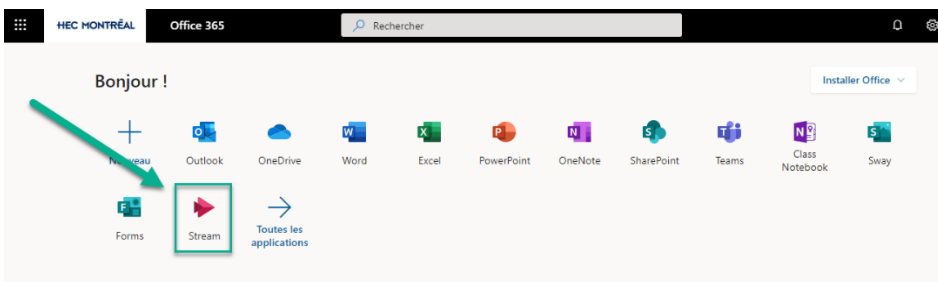 HEC MONTRÉAL Office 365 Rechercher
Bonjour !
Installer Office
Nouveau Outlook OneDrive Word Excel PowerPoint OneNote SharePoint Teams Class Notebook Sway
Forms Stream Toutes les applications